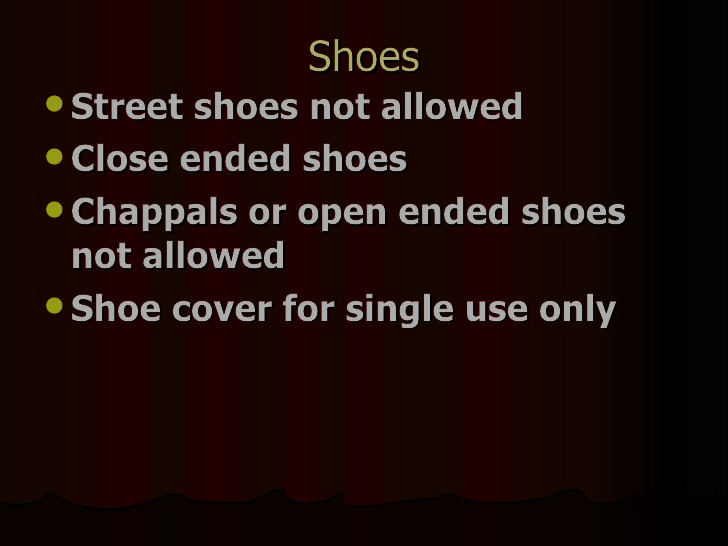 Shoes
Street shoes not allowed
Close ended shoes
Chappals or open ended shoes
not allowed
Shoe cover for single use only